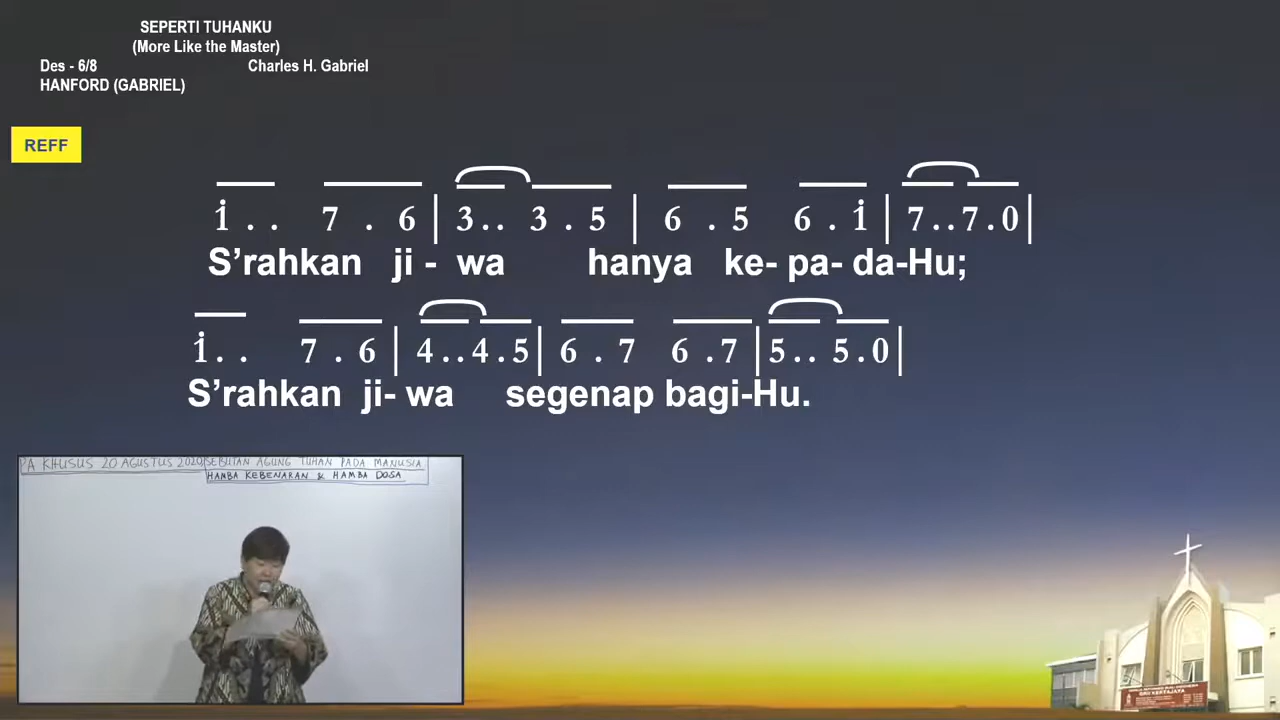 SEPERTI TUHANKU
(More Like the Master)
Des - 6/8 Charles H. Gabriel
HANFORD (GABRIEL)
REFF
i . . 7 . 6 | 3 . . 3 . 5 | 6 . 5 6 . i | 7 . . 7 . 0 |
S’rahkan ji - wa hanya ke- pa- da-Hu;
i . . 7 . 6 | 4 . . 4 . 5 | 6 . 7 6 . 7 | 5 . . 5 . 0 |
S’rahkan ji- wa segenap bagi-Hu.
PA KHUSUS 20 AGUSTUS 2020 SEBUTAN AGUNG TUHAN PADA MANUSIA
HAMBA KEBENARAN & HAMBA DOSA